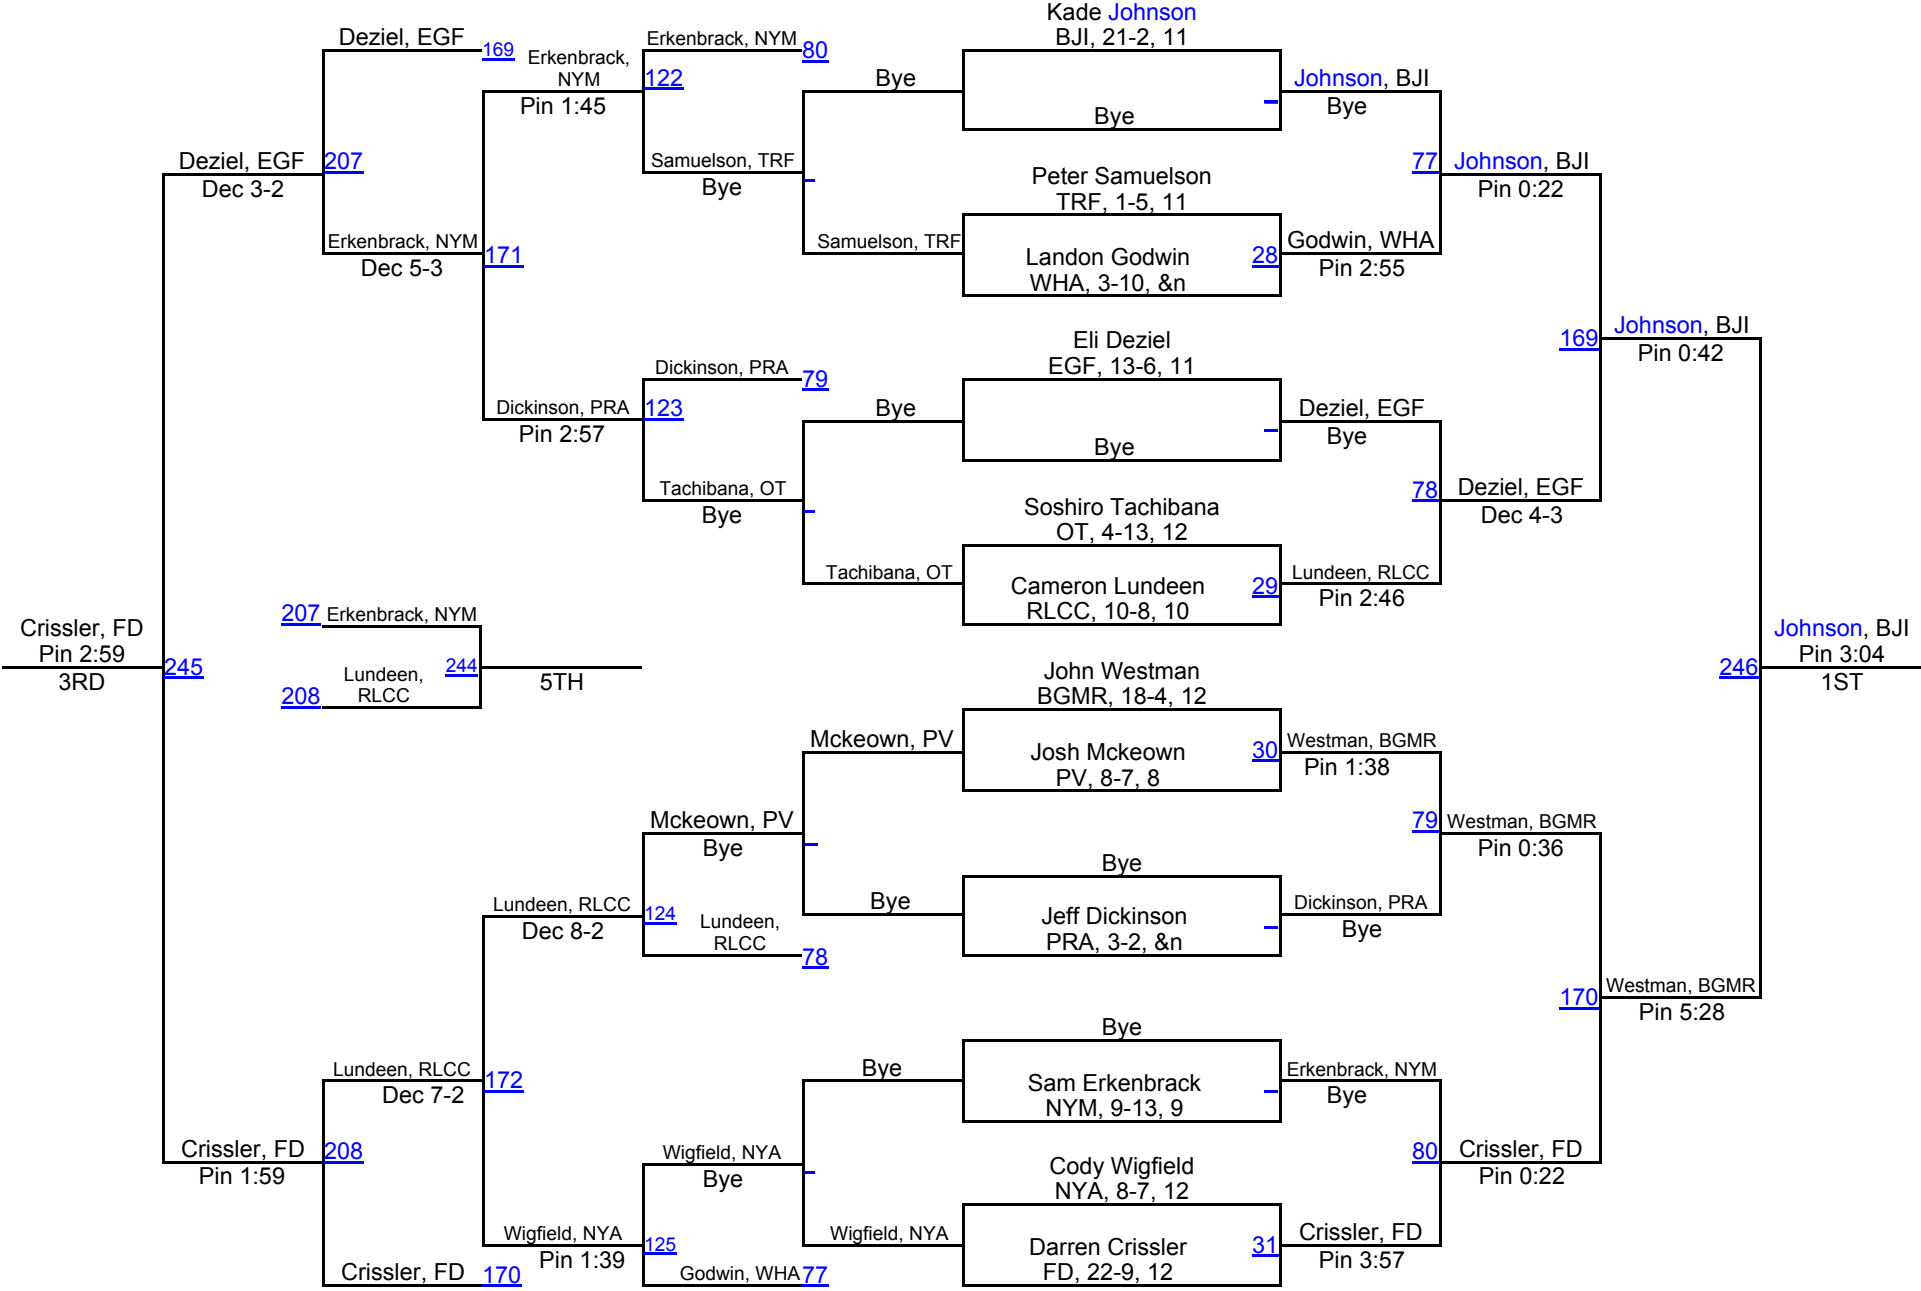 Kade Johnson
BJI, 21-2, 11
Bye
Peter Samuelson
TRF, 1-5, 11
Landon Godwin
WHA, 3-10, &n
28
Eli Deziel
EGF, 13-6, 11
Bye
Soshiro Tachibana
OT, 4-13, 12
Cameron Lundeen
RLCC, 10-8, 10
29
John Westman
BGMR, 18-4, 12
Josh Mckeown
PV, 8-7, 8
30
Bye
Jeff Dickinson
PRA, 3-2, &n
Bye
Sam Erkenbrack
NYM, 9-13, 9
Cody Wigfield
NYA, 8-7, 12
Darren Crissler
FD, 22-9, 12
31
Johnson, BJI
Bye
77
Godwin, WHA
Pin 2:55
Deziel, EGF
Bye
78
Lundeen, RLCC
Pin 2:46
Westman, BGMR
Pin 1:38
79
Dickinson, PRA
Bye
Erkenbrack, NYM
Bye
80
Crissler, FD
Pin 3:57
Johnson, BJI
Pin 0:22
169
Deziel, EGF
Dec 4-3
Westman, BGMR
Pin 0:36
170
Crissler, FD
Pin 0:22
Johnson, BJI
Pin 0:42
246
Westman, BGMR
Pin 5:28
Johnson, BJI
Pin 3:04
1ST
Bye
Samuelson, TRF
Bye
Tachibana, OT
Mckeown, PV
Bye
Bye
Wigfield, NYA
Erkenbrack, NYM
80
122
Samuelson, TRF
Bye
Dickinson, PRA
79
123
Tachibana, OT
Bye
Mckeown, PV
Bye
124
Lundeen,
RLCC
78
Wigfield, NYA
Bye
125
Godwin, WHA
77
Erkenbrack,
NYM
Pin 1:45
171
Dickinson, PRA
Pin 2:57
Lundeen, RLCC
Dec 8-2
172
Wigfield, NYA
Pin 1:39
Deziel, EGF
169
207
Erkenbrack, NYM
Dec 5-3
Lundeen, RLCC
Dec 7-2
208
Crissler, FD
170
Deziel, EGF
Dec 3-2
245
Crissler, FD
Pin 1:59
Crissler, FD
Pin 2:59
3RD
207
Erkenbrack, NYM
244
208
Lundeen,
RLCC
5TH